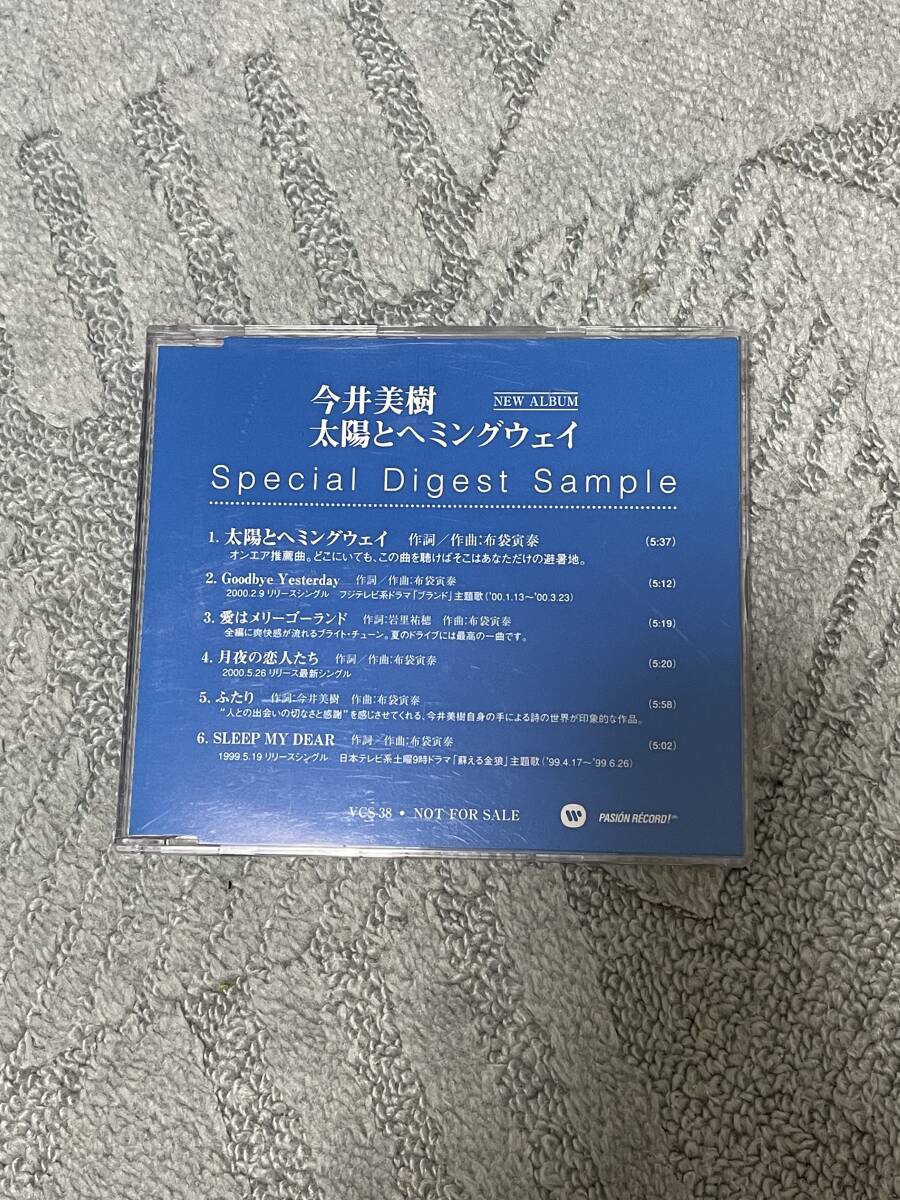 今井美樹 NEW ALBUM
太陽とヘミングウェイ
Special Digest Sample
1. 太陽とヘミングウェイ 作詞／作曲:布袋寅泰 (5:37)
オンエア推薦曲。どこにいても、この曲を聴けばそこはあなただけの避暑地。
2. Goodbye Yesterday 作詞／作曲:布袋寅泰 (5:12)
2000.2.9 リリースシングル フジテレビ系ドラマ「ブランド」主題歌('00.1.13〜'00.3.23)
3. 愛はメリーゴーランド 作詞:岩里祐穂 作曲:布袋寅泰 (5:19)
全編に爽快感が流れるブライト・チューン。夏のドライブには最高の一曲です。
4. 月夜の恋人たち 作詞／作曲:布袋寅泰 (5:20)
2000.5.26 リリース最新シングル
5. ふたり 作詞:今井美樹 作曲:布袋寅泰 (5:58)
“人との出会いの切なさと感謝”を感じさせてくれる、今井美樹自身の手による詩の世界が印象的な作品。
6. SLEEP MY DEAR 作詞／作曲:布袋寅泰 (5:02)
1999.5.19 リリースシングル 日本テレビ系土曜9時ドラマ「蘇える金狼」主題歌('99.4.17〜'99.6.26)
VCS-38 • NOT FOR SALE PASIÓN RÉCORD!